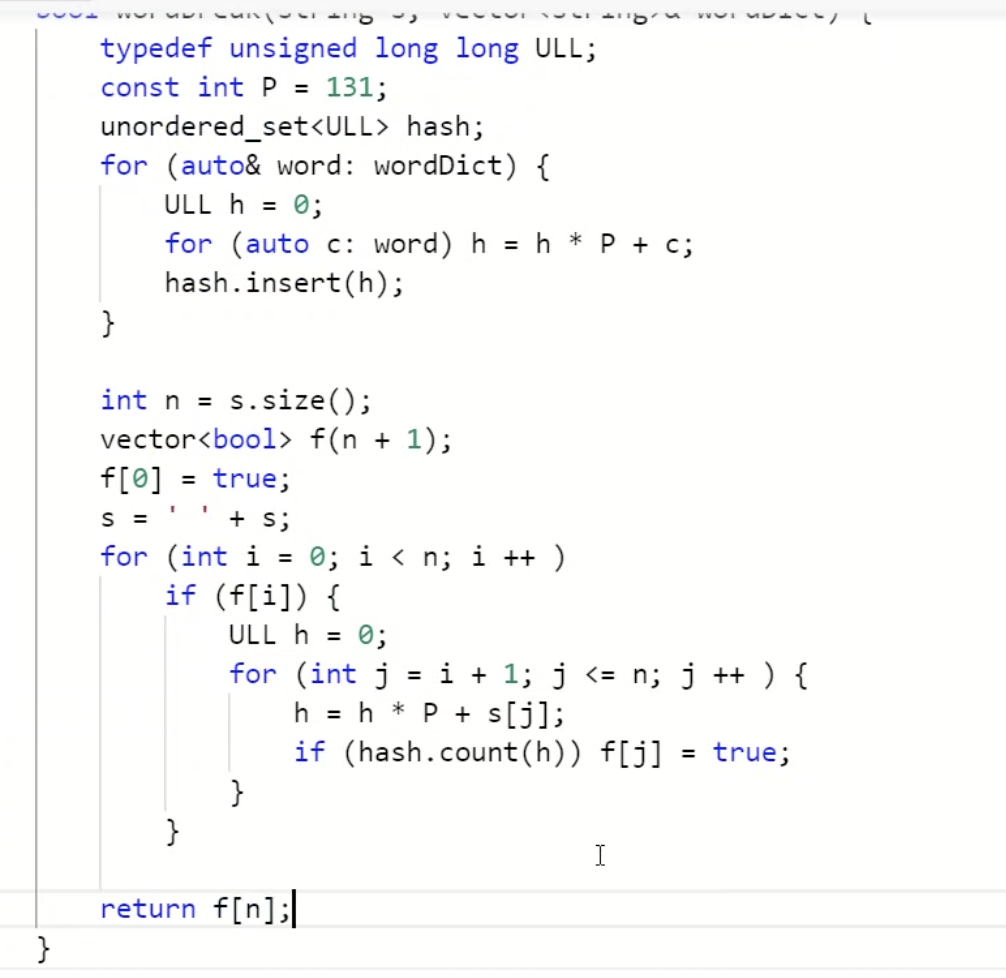 bool wordBreak(string s, vector<string>& wordDict) {
    typedef unsigned long long ULL;
    const int P = 131;
    unordered_set<ULL> hash;
    for (auto& word: wordDict) {
        ULL h = 0;
        for (auto c: word) h = h * P + c;
        hash.insert(h);
    }

    int n = s.size();
    vector<bool> f(n + 1);
    f[0] = true;
    s = ' ' + s;
    for (int i = 0; i < n; i ++ )
        if (f[i]) {
            ULL h = 0;
            for (int j = i + 1; j <= n; j ++ ) {
                h = h * P + s[j];
                if (hash.count(h)) f[j] = true;
            }
        }

    return f[n];
}